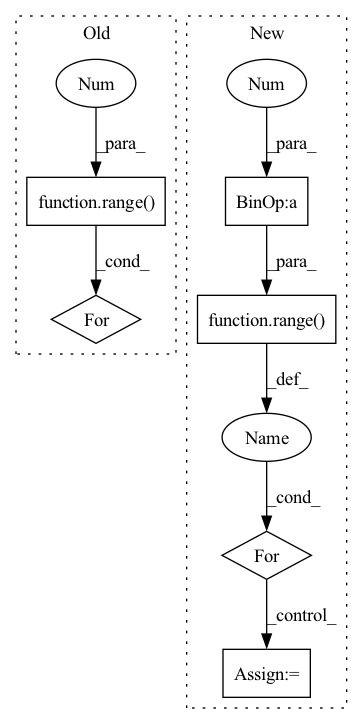 Old
New
Num
Num
_para_
_para_
function.range()
BinOp:a
_cond_
_para_
For
function.range()
_def_
Name
_cond_
For
_control_
Assign:=